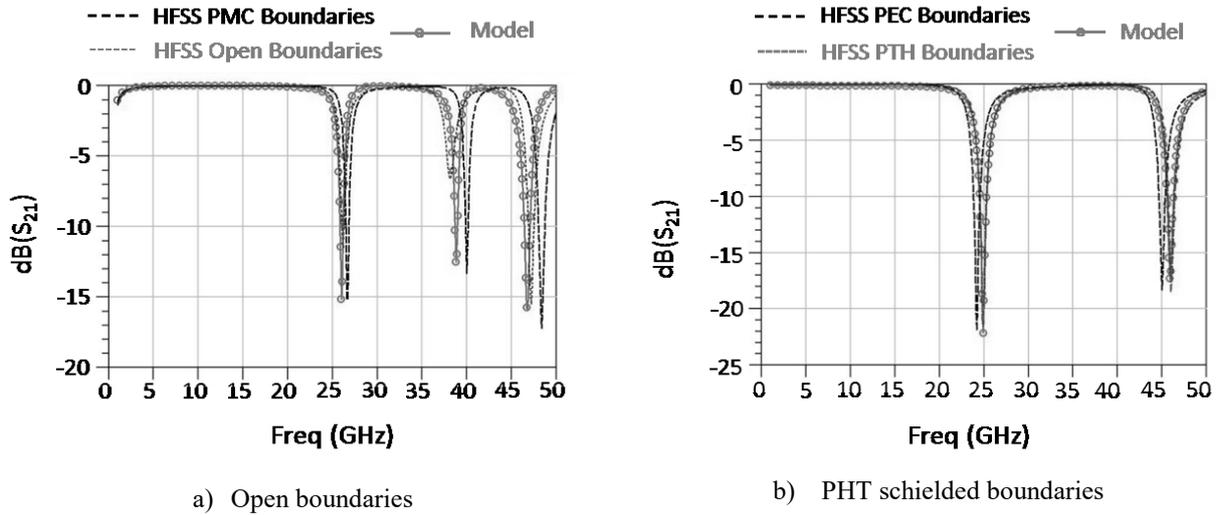 HFSS PMC Boundaries
HFSS Open Boundaries
Model
0
-5
-10
-15
-20
dB(S21)
0 5 10 15 20 25 30 35 40 45 50
Freq (GHz)
a) Open boundaries
HFSS PEC Boundaries
HFSS PTH Boundaries
Model
0
-5
-10
-15
-20
-25
dB(S21)
0 5 10 15 20 25 30 35 40 45 50
Freq (GHz)
b) PHT schielded boundaries